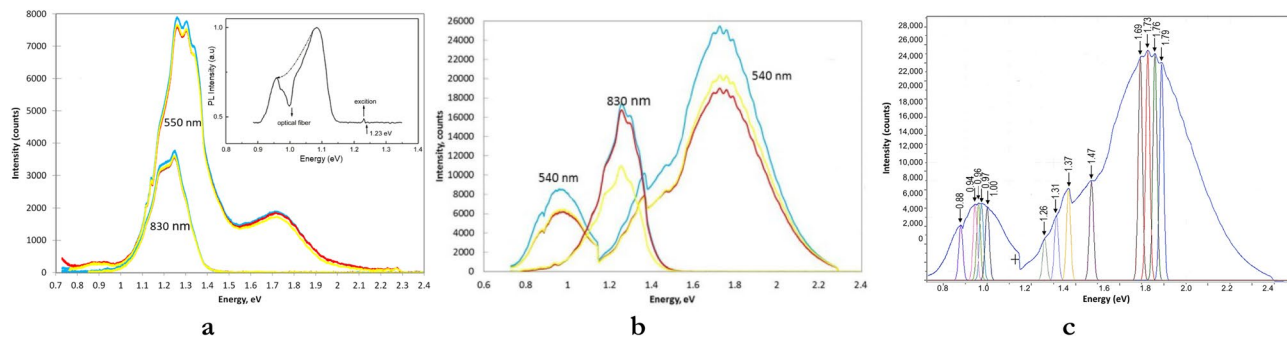 8000
7000
6000
5000
4000
3000
2000
1000
0
Intensity (counts)
0.7 0.8 0.9 1 1.1 1.2 1.3 1.4 1.5 1.6 1.7 1.8 1.9 2 2.1 2.2 2.3 2.4
Energy, eV
550 nm
830 nm
1.0
0.5
PL Intensity (a.u)
optical fiber
excition
1.23 eV
0.8 0.9 1.0 1.1 1.2 1.3 1.4
Energy (eV)
a
26000
24000
22000
20000
18000
16000
14000
12000
10000
8000
6000
4000
2000
0
Intensity, counts
540 nm
830 nm
540 nm
0.6 0.8 1 1.2 1.4 1.6 1.8 2 2.2 2.4
Energy, eV
b
28,000
24,000
22,000
20,000
18,000
16,000
14,000
12,000
10,000
8,000
6,000
4,000
2,000
0
Intensity (counts)
0.88
0.94
0.96
0.97
1.00
1.26
1.31
1.37
1.47
1.69
1.73
1.76
1.79
0.8 1.0 1.2 1.4 1.6 1.8 2.0 2.2 2.4
Energy (eV)
c